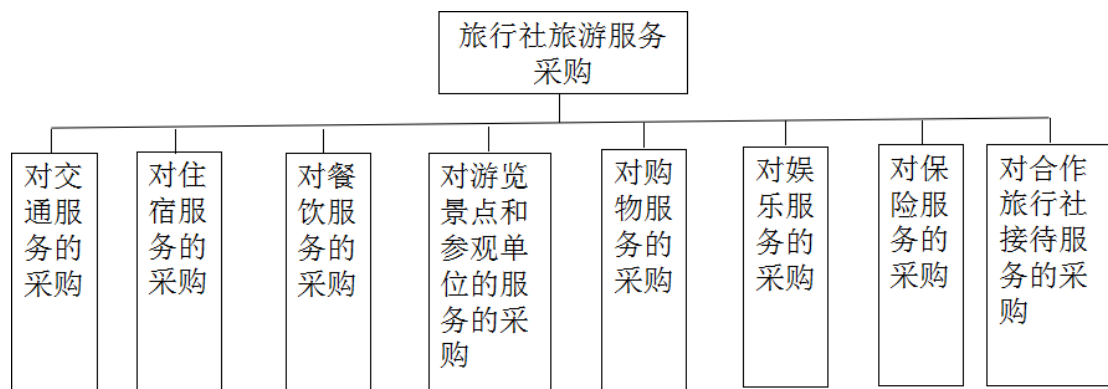 旅行社旅游服务
采购
对交
通服
务的
采购
对住
宿服
务的
采购
对餐
饮服
务的
采购
对游览
景点和
参观单
位的服
务的采
购
对购
物服
务的
采购
对娱
乐服
务的
采购
对保
险服
务的
采购
对合作
旅行社
接待服
务的采
购